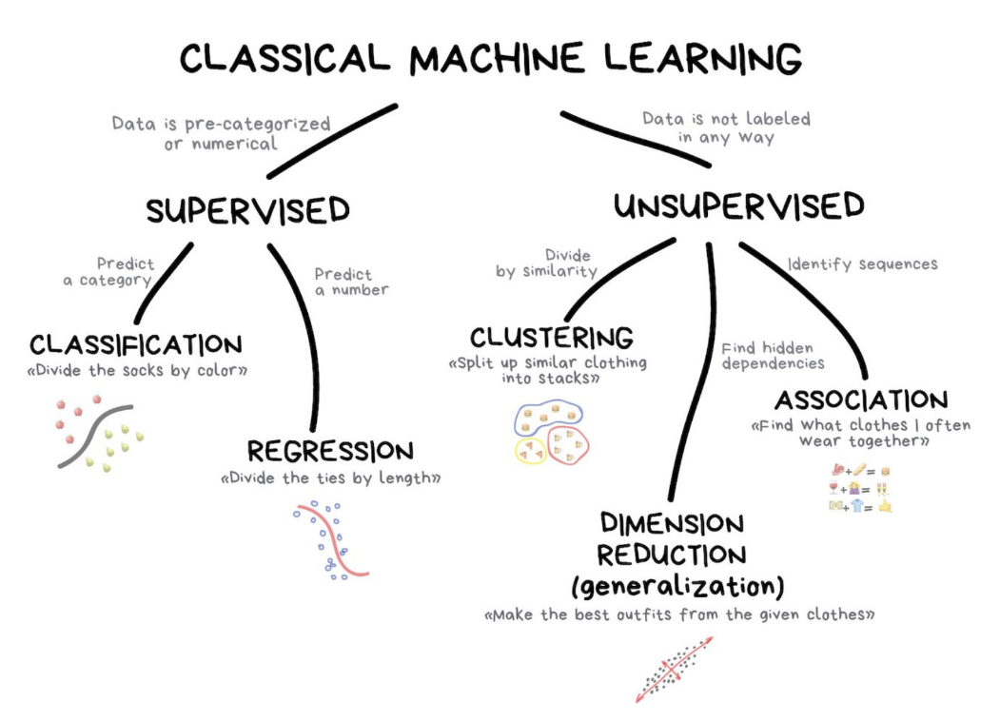 CLASSICAL MACHINE LEARNING
Data is pre-categorized
or numerical
Data is not labeled
in any way
SUPERVISED
UNSUPERVISED
Predict
a category
Predict
a number
Divide
by similarity
Identify sequences
CLASSIFICATION
«Divide the socks by color»
CLUSTERING
«Split up similar clothing
into stacks»
Find hidden
dependencies
ASSOCIATION
«Find what clothes I often
wear together»
REGRESSION
«Divide the ties by length»
+ =
+ =
+ =
DIMENSION
REDUCTION
(generalization)
«Make the best outfits from the given clothes»